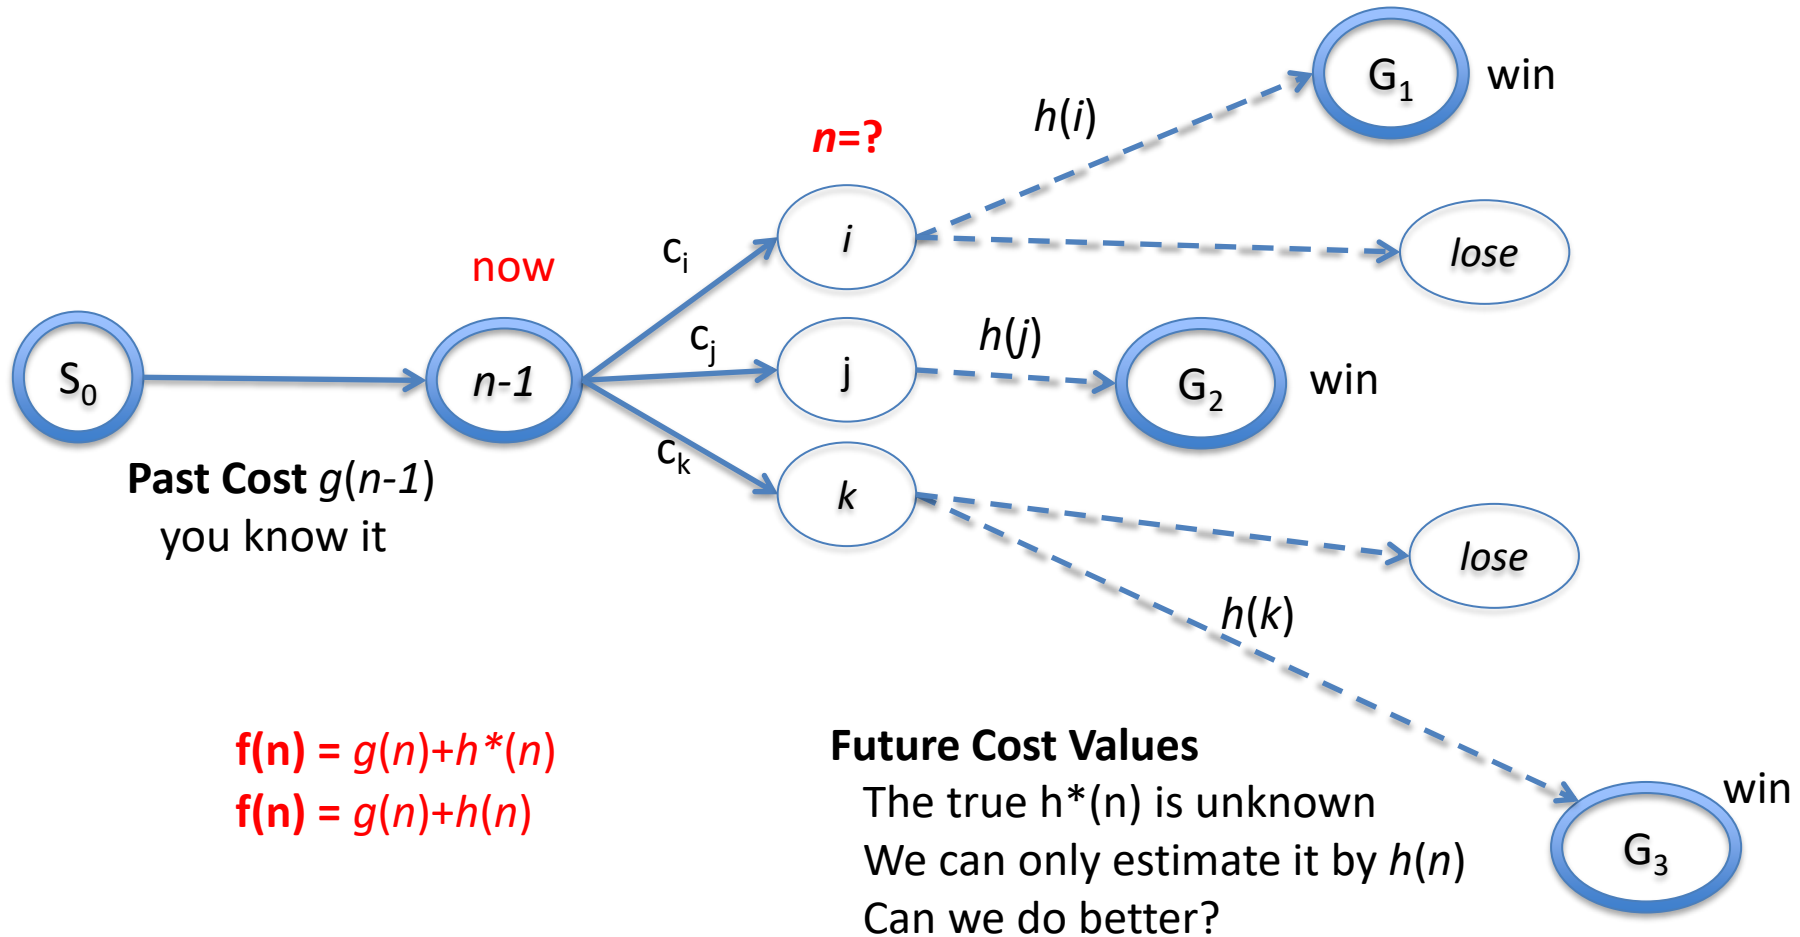 G₁ win
h(i)
n=?
cᵢ
i
lose
now
S₀
n-1
cⱼ
j
h(j)
G₂ win
cₖ
k
lose
Past Cost g(n-1)
you know it
h(k)
f(n) = g(n)+h*(n)
f(n) = g(n)+h(n)
Future Cost Values
The true h*(n) is unknown
We can only estimate it by h(n)
Can we do better?
win
G₃